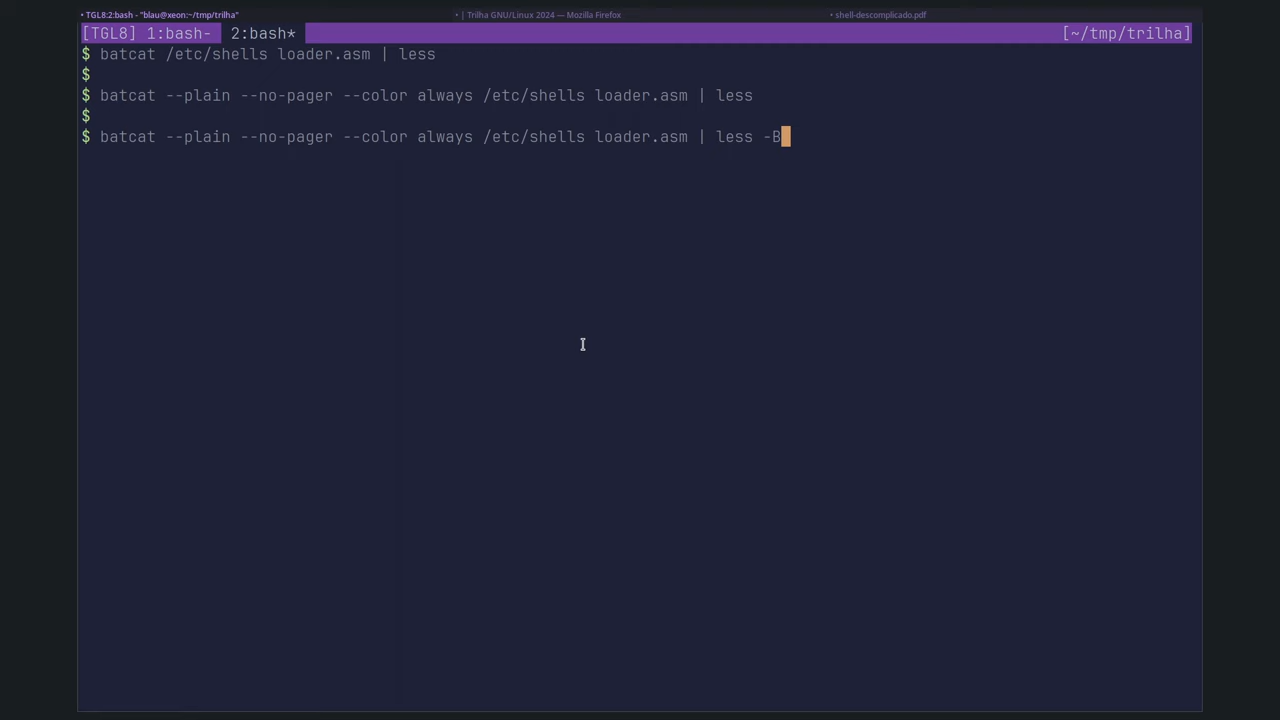 • TGL8:2:bash - "blau@xeon:~/tmp/trilha" • | Trilha GNU/Linux 2024 — Mozilla Firefox • shell-descomplicado.pdf
[TGL8] 1:bash- 2:bash* [~/tmp/trilha]
$ batcat /etc/shells loader.asm | less
$
$ batcat --plain --no-pager --color always /etc/shells loader.asm | less
$
$ batcat --plain --no-pager --color always /etc/shells loader.asm | less -B